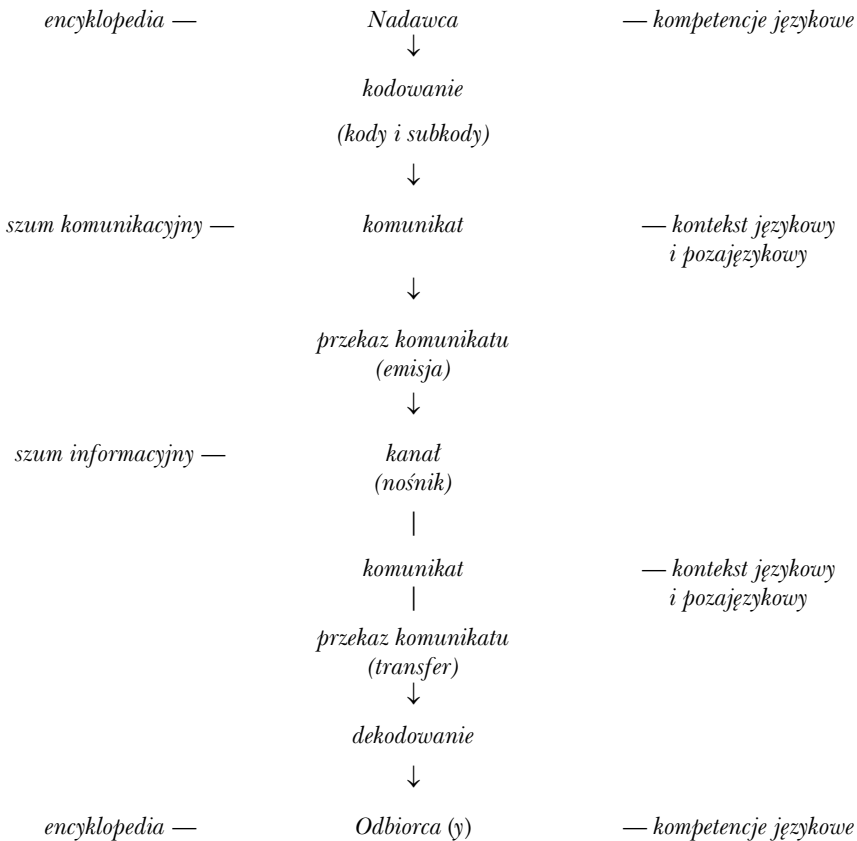 encyklopedia — Nadawca — kompetencje językowe
↓
kodowanie
(kody i subkody)
↓
szum komunikacyjny — komunikat — kontekst językowy
i pozajęzykowy
↓
przekaz komunikatu
(emisja)
↓
szum informacyjny — kanał
(nośnik)
|
komunikat — kontekst językowy
| i pozajęzykowy
przekaz komunikatu
(transfer)
↓
dekodowanie
↓
encyklopedia — Odbiorca (y) — kompetencje językowe